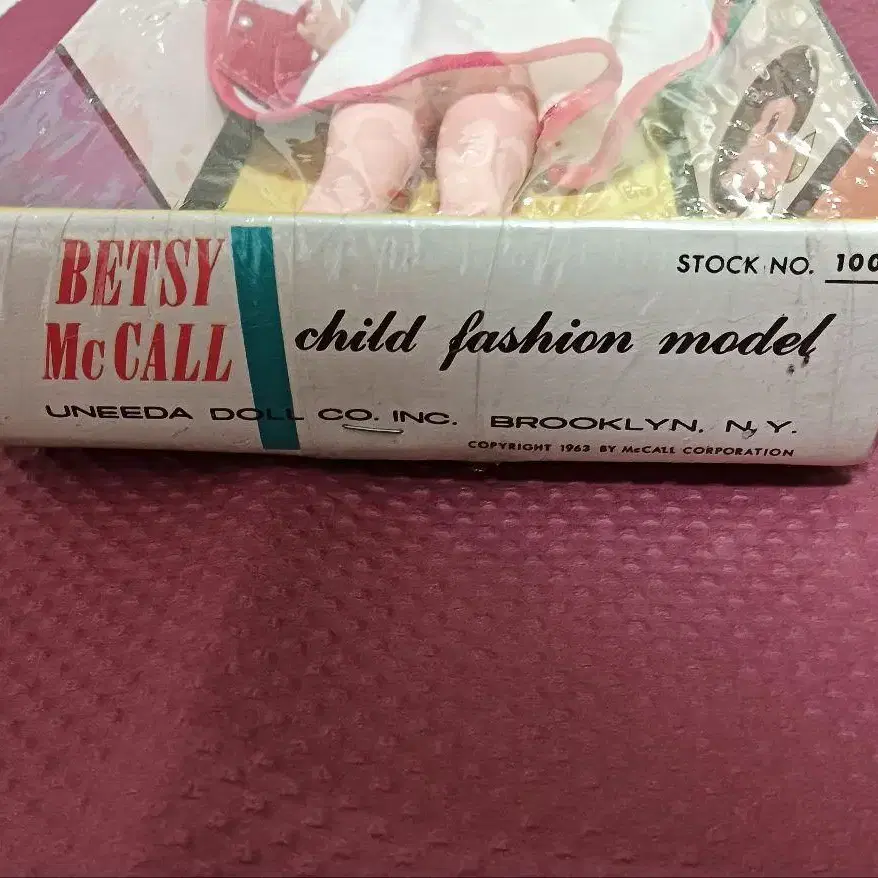 BETSY
McCALL
child fashion model
STOCK NO. 100
UNEEDA DOLL CO. INC. BROOKLYN, N.Y.
COPYRIGHT 1963 BY McCALL CORPORATION